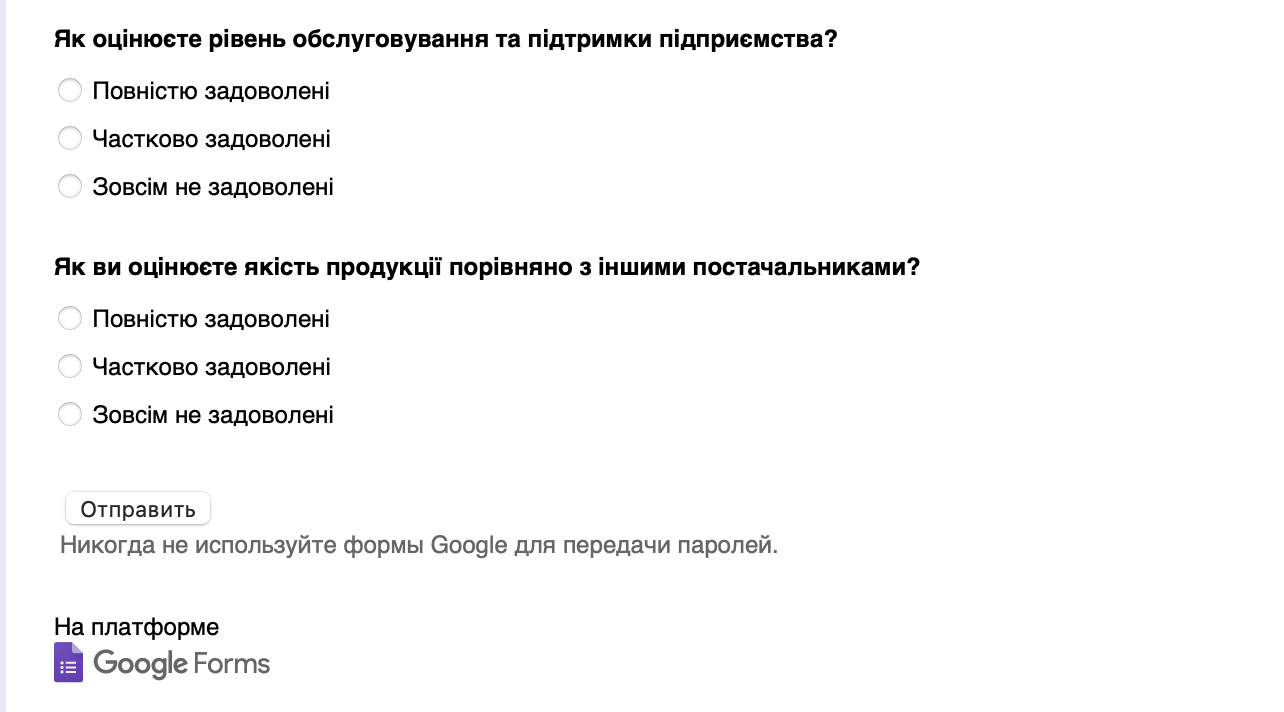 Як оцінюєте рівень обслуговування та підтримки підприємства?
Повністю задоволені
Частково задоволені
Зовсім не задоволені
Як ви оцінюєте якість продукції порівняно з іншими постачальниками?
Повністю задоволені
Частково задоволені
Зовсім не задоволені
Отправить
Никогда не используйте формы Google для передачи паролей.
На платформе
Google Forms